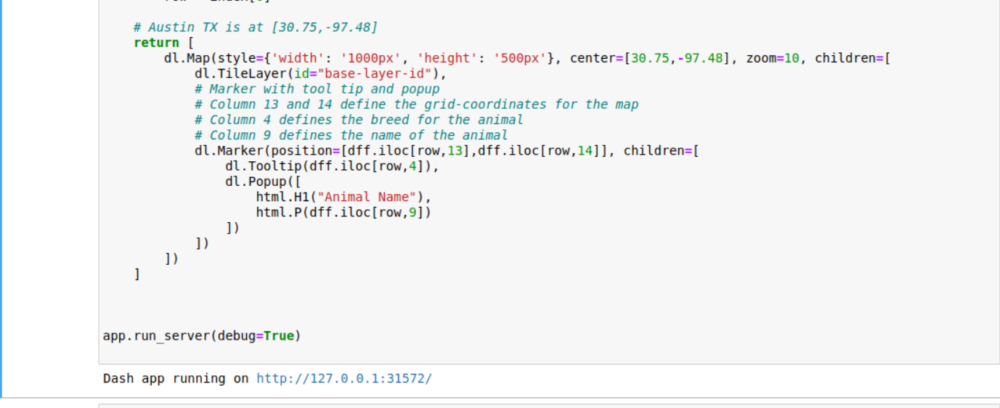 # Austin TX is at [30.75,-97.48]
return [
dl.Map(style={'width': '1000px', 'height': '500px'}, center=[30.75,-97.48], zoom=10, children=[
dl.TileLayer(id="base-layer-id"),
# Marker with tool tip and popup
# Column 13 and 14 define the grid-coordinates for the map
# Column 4 defines the breed for the animal
# Column 9 defines the name of the animal
dl.Marker(position=[dff.iloc[row,13],dff.iloc[row,14]], children=[
dl.Tooltip(dff.iloc[row,4]),
dl.Popup([
html.H1("Animal Name"),
html.P(dff.iloc[row,9])
])
])
])
]
app.run_server(debug=True)
Dash app running on http://127.0.0.1:31572/